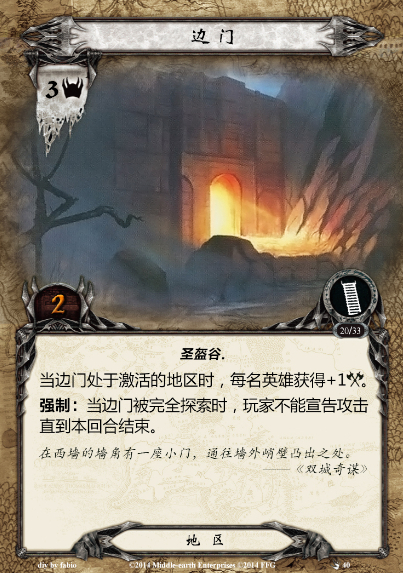 边门
3
2
20/33
圣盔谷.
当边门处于激活的地区时，每名英雄获得+1。
强制：当边门被完全探索时，玩家不能宣告攻击
直到本回合结束。
在西墙的墙角有一座小门，通往墙外峭壁凸出之处。
——《双城奇谋》
地区
diy by fabio ©2014 Middle-earth Enterprises ©2014 FFG 40